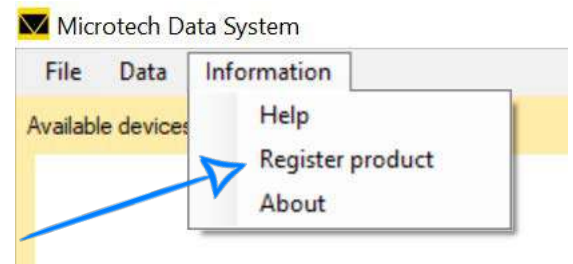 Microtech Data System
File Data Information
Available devices
Help
Register product
About